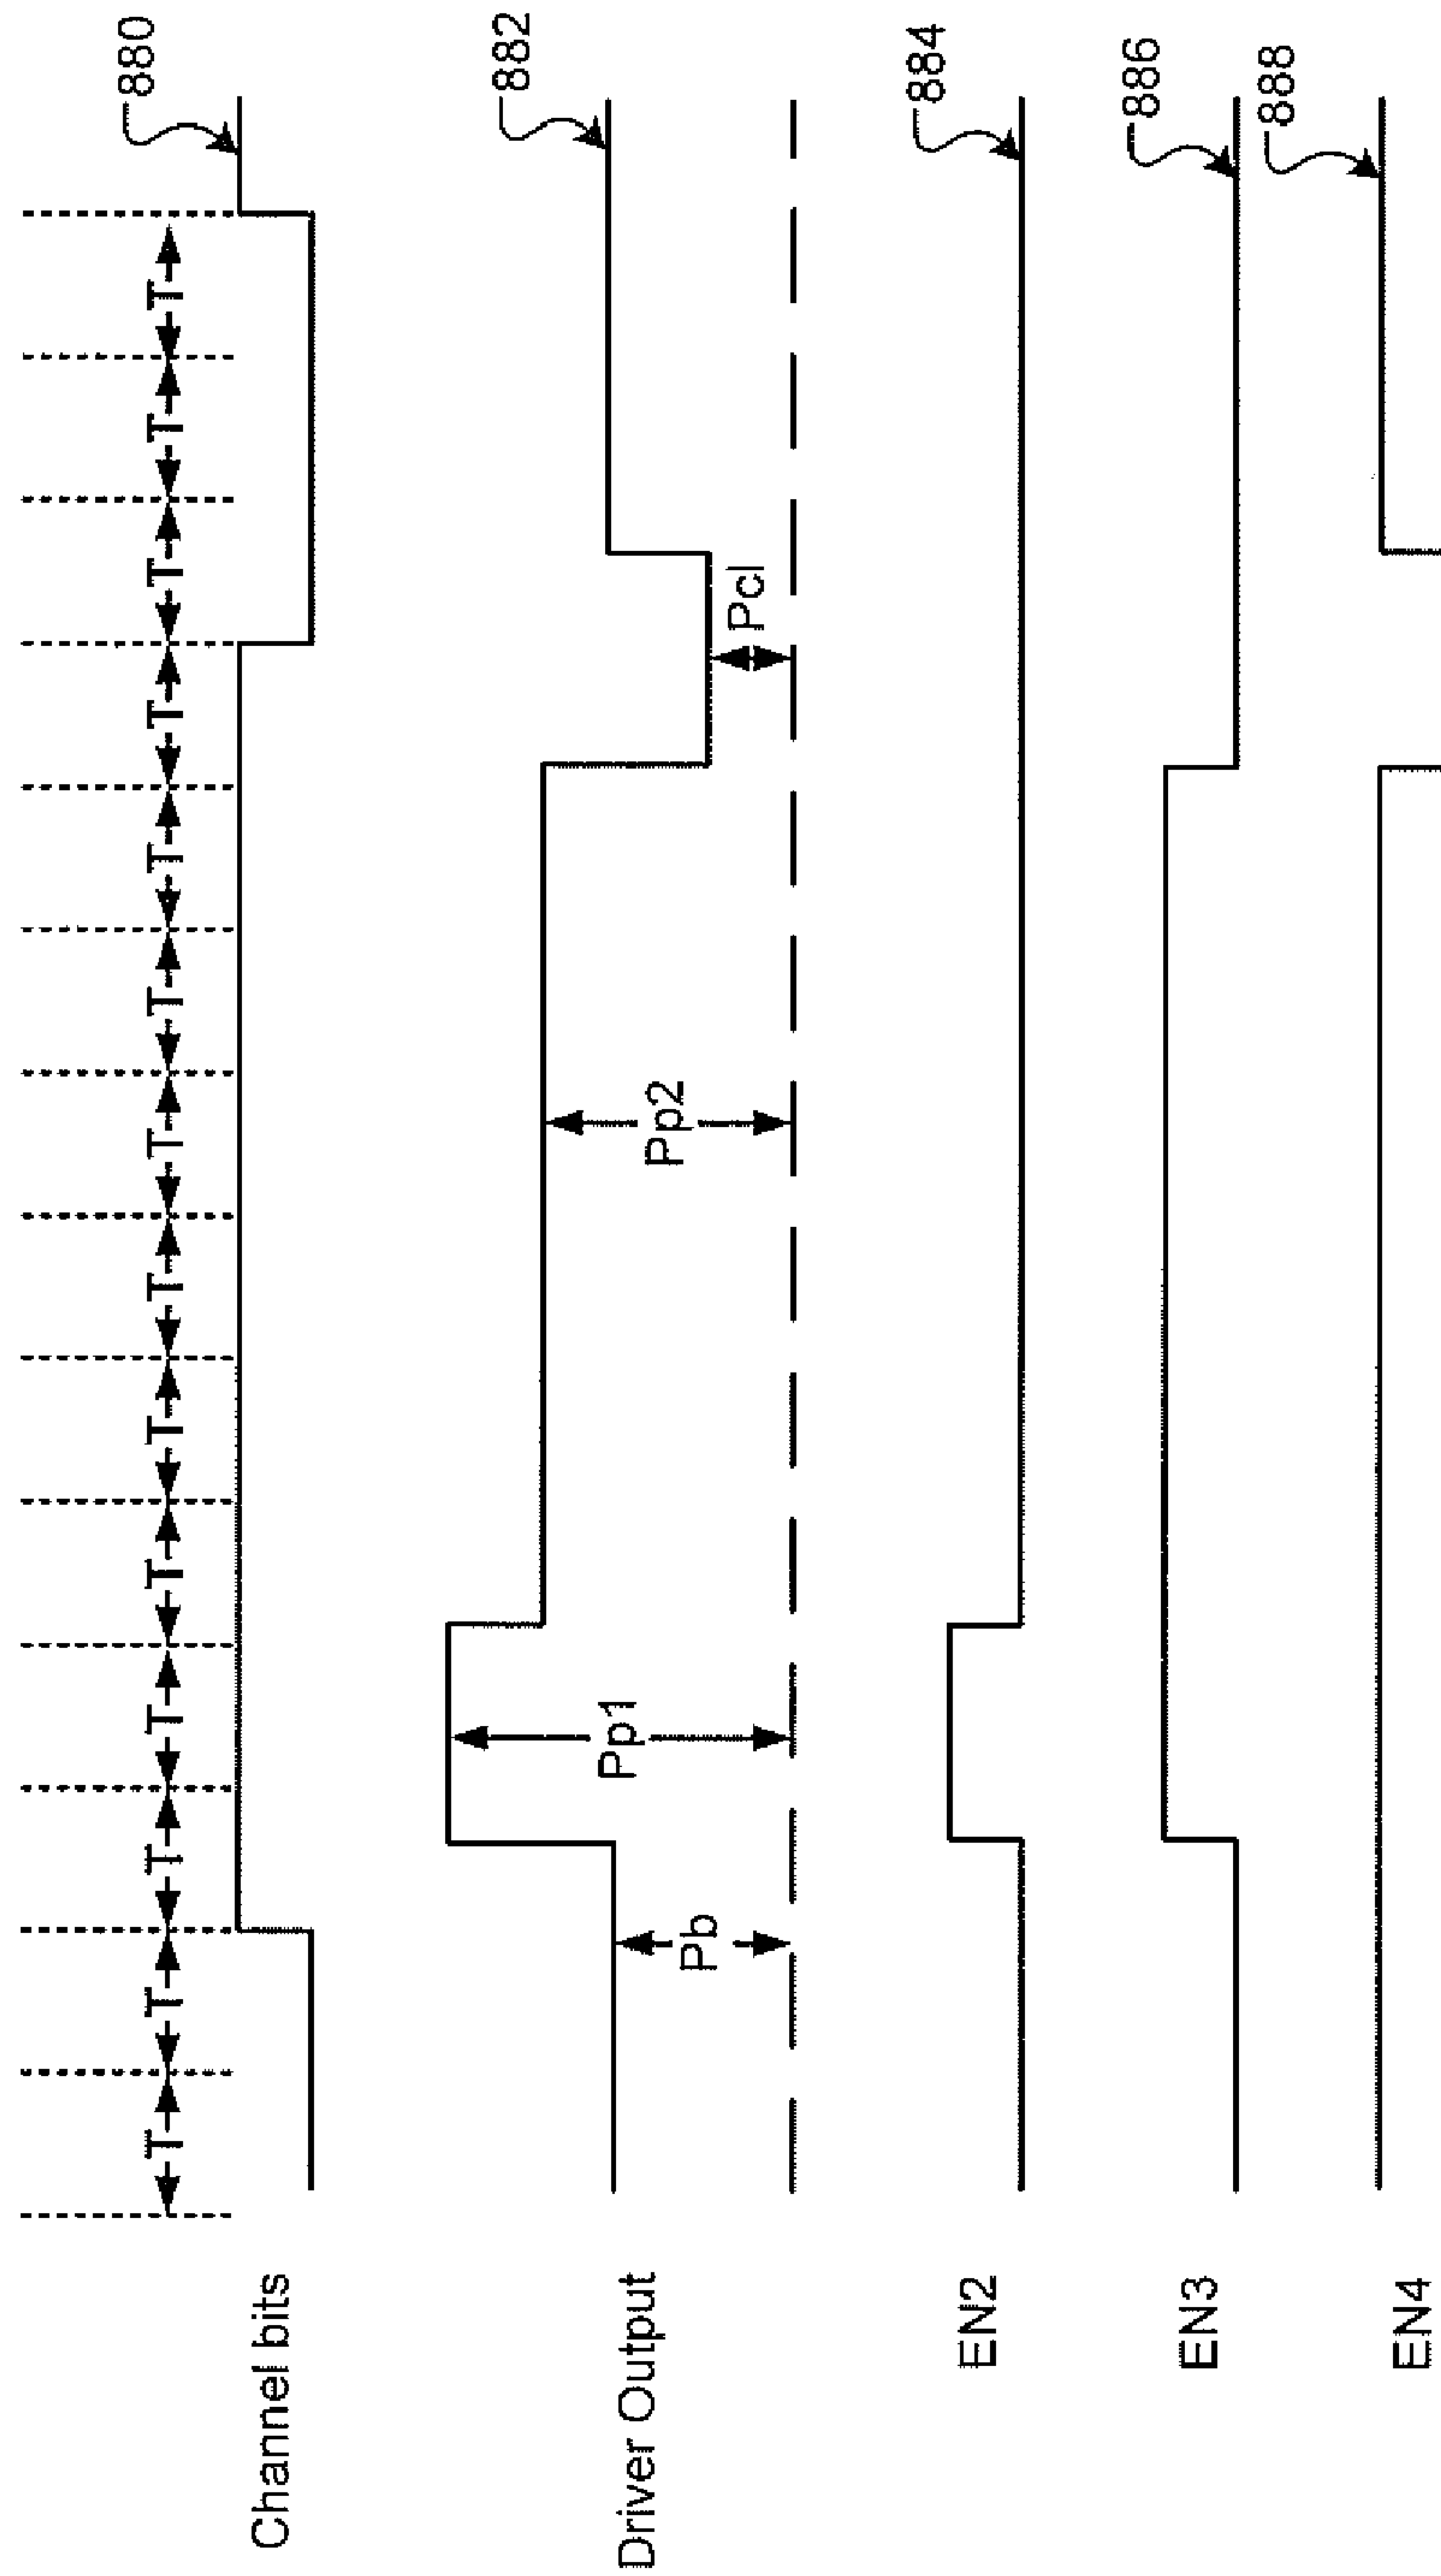 T T T T T T T T T T T T T T
880
Channel bits
882
Driver Output
Pb
Pp1
Pp2
Pcl
884
EN2
886
EN3
888
EN4